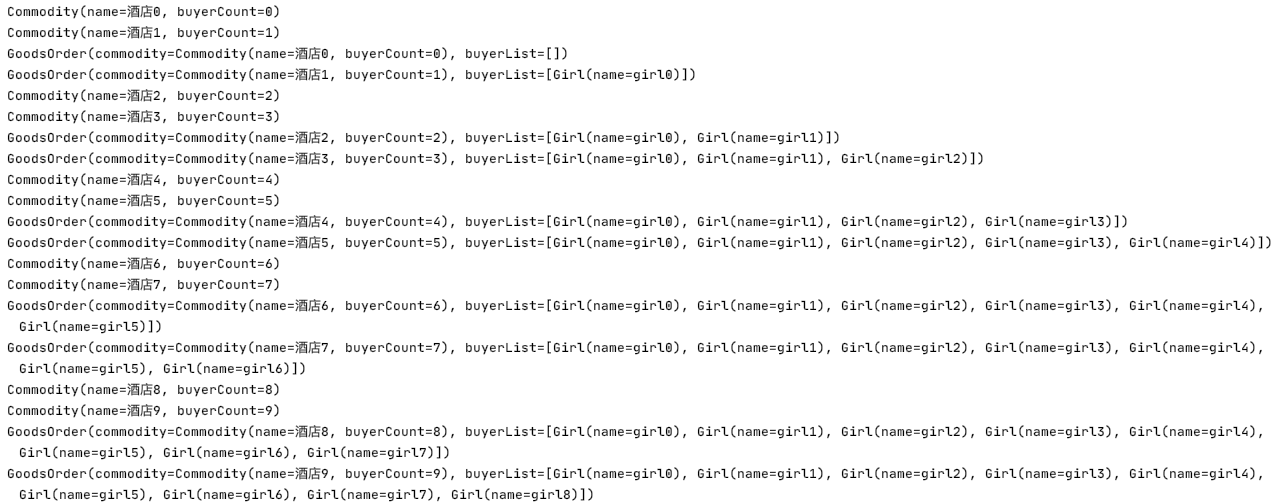 Commodity(name=酒店0, buyerCount=0)
Commodity(name=酒店1, buyerCount=1)
GoodsOrder(commodity=Commodity(name=酒店0, buyerCount=0), buyerList=[])
GoodsOrder(commodity=Commodity(name=酒店1, buyerCount=1), buyerList=[Girl(name=girl0)])
Commodity(name=酒店2, buyerCount=2)
Commodity(name=酒店3, buyerCount=3)
GoodsOrder(commodity=Commodity(name=酒店2, buyerCount=2), buyerList=[Girl(name=girl0), Girl(name=girl1)])
GoodsOrder(commodity=Commodity(name=酒店3, buyerCount=3), buyerList=[Girl(name=girl0), Girl(name=girl1), Girl(name=girl2)])
Commodity(name=酒店4, buyerCount=4)
Commodity(name=酒店5, buyerCount=5)
GoodsOrder(commodity=Commodity(name=酒店4, buyerCount=4), buyerList=[Girl(name=girl0), Girl(name=girl1), Girl(name=girl2), Girl(name=girl3)])
GoodsOrder(commodity=Commodity(name=酒店5, buyerCount=5), buyerList=[Girl(name=girl0), Girl(name=girl1), Girl(name=girl2), Girl(name=girl3), Girl(name=girl4)])
Commodity(name=酒店6, buyerCount=6)
Commodity(name=酒店7, buyerCount=7)
GoodsOrder(commodity=Commodity(name=酒店6, buyerCount=6), buyerList=[Girl(name=girl0), Girl(name=girl1), Girl(name=girl2), Girl(name=girl3), Girl(name=girl4),
Girl(name=girl5)])
GoodsOrder(commodity=Commodity(name=酒店7, buyerCount=7), buyerList=[Girl(name=girl0), Girl(name=girl1), Girl(name=girl2), Girl(name=girl3), Girl(name=girl4),
Girl(name=girl5), Girl(name=girl6)])
Commodity(name=酒店8, buyerCount=8)
Commodity(name=酒店9, buyerCount=9)
GoodsOrder(commodity=Commodity(name=酒店8, buyerCount=8), buyerList=[Girl(name=girl0), Girl(name=girl1), Girl(name=girl2), Girl(name=girl3), Girl(name=girl4),
Girl(name=girl5), Girl(name=girl6), Girl(name=girl7)])
GoodsOrder(commodity=Commodity(name=酒店9, buyerCount=9), buyerList=[Girl(name=girl0), Girl(name=girl1), Girl(name=girl2), Girl(name=girl3), Girl(name=girl4),
Girl(name=girl5), Girl(name=girl6), Girl(name=girl7), Girl(name=girl8)])